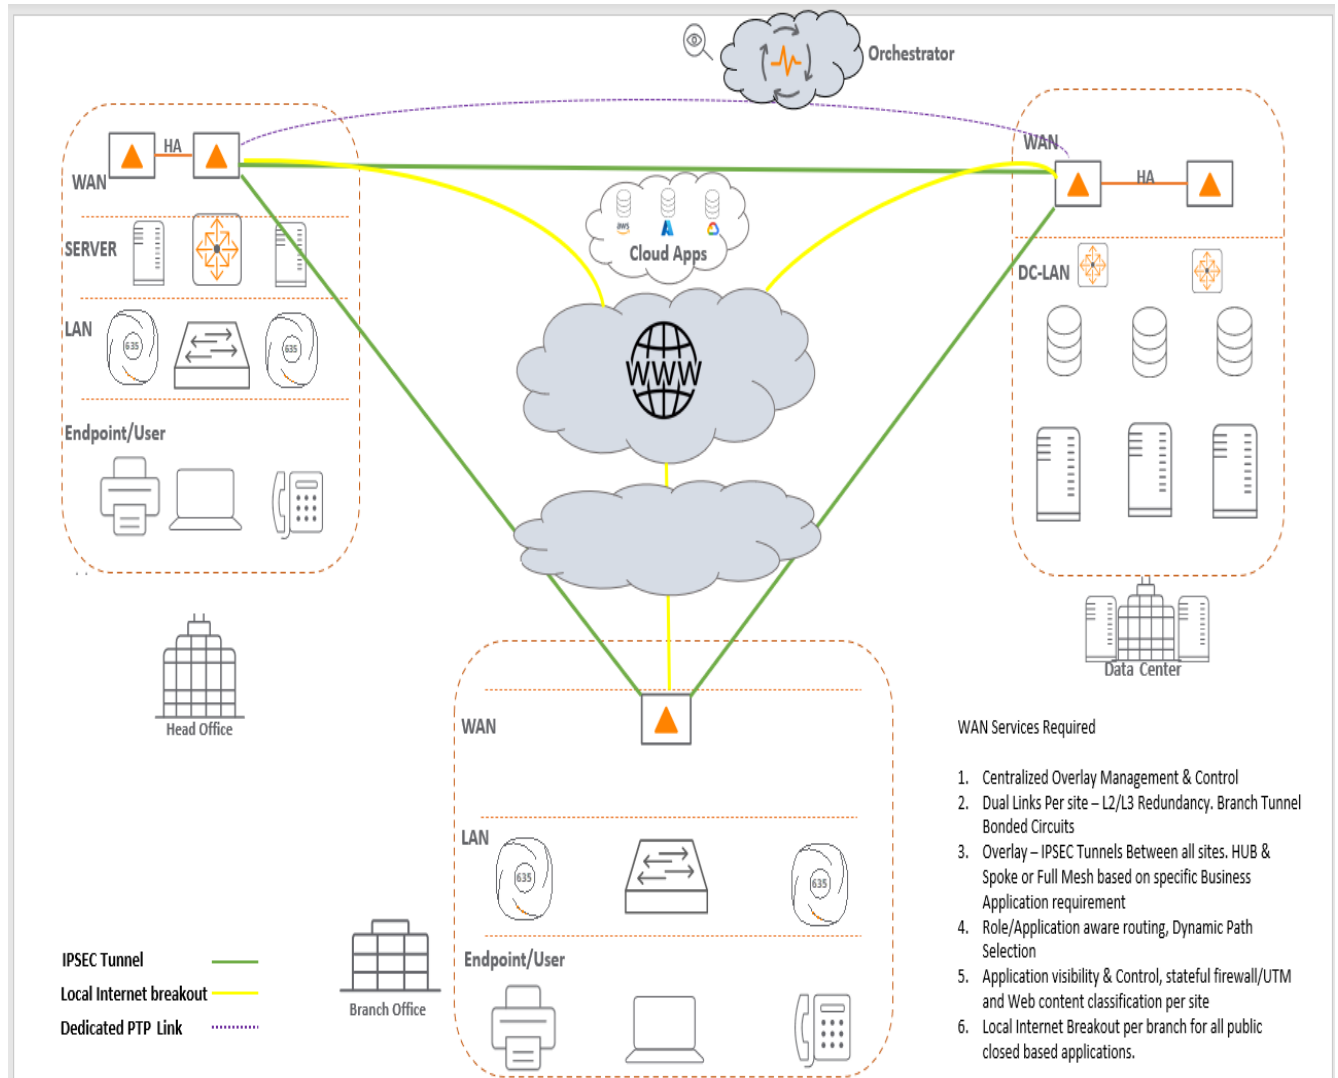 Orchestrator
HA
WAN
WAN
HA
aws
Cloud Apps
SERVER
DC-LAN
LAN
635
635
WWW
Endpoint/User
Head Office
Data Center
WAN
LAN
635
635
Endpoint/User
Branch Office
IPSEC Tunnel
Local Internet breakout
Dedicated PTP Link
WAN Services Required
1. Centralized Overlay Management & Control
2. Dual Links Per site – L2/L3 Redundancy. Branch Tunnel
Bonded Circuits
3. Overlay – IPSEC Tunnels Between all sites. HUB &
Spoke or Full Mesh based on specific Business
Application requirement
4. Role/Application aware routing, Dynamic Path
Selection
5. Application visibility & Control, stateful firewall/UTM
and Web content classification per site
6. Local Internet Breakout per branch for all public
closed based applications.